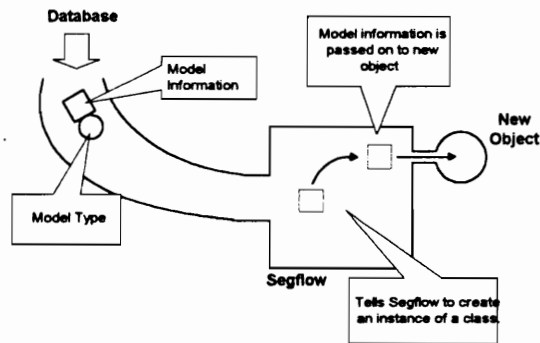 Database
Model
Information
Model Type
Model information is
passed on to new
object
New
Object
Segflow
Tells Segflow to create
an instance of a class.